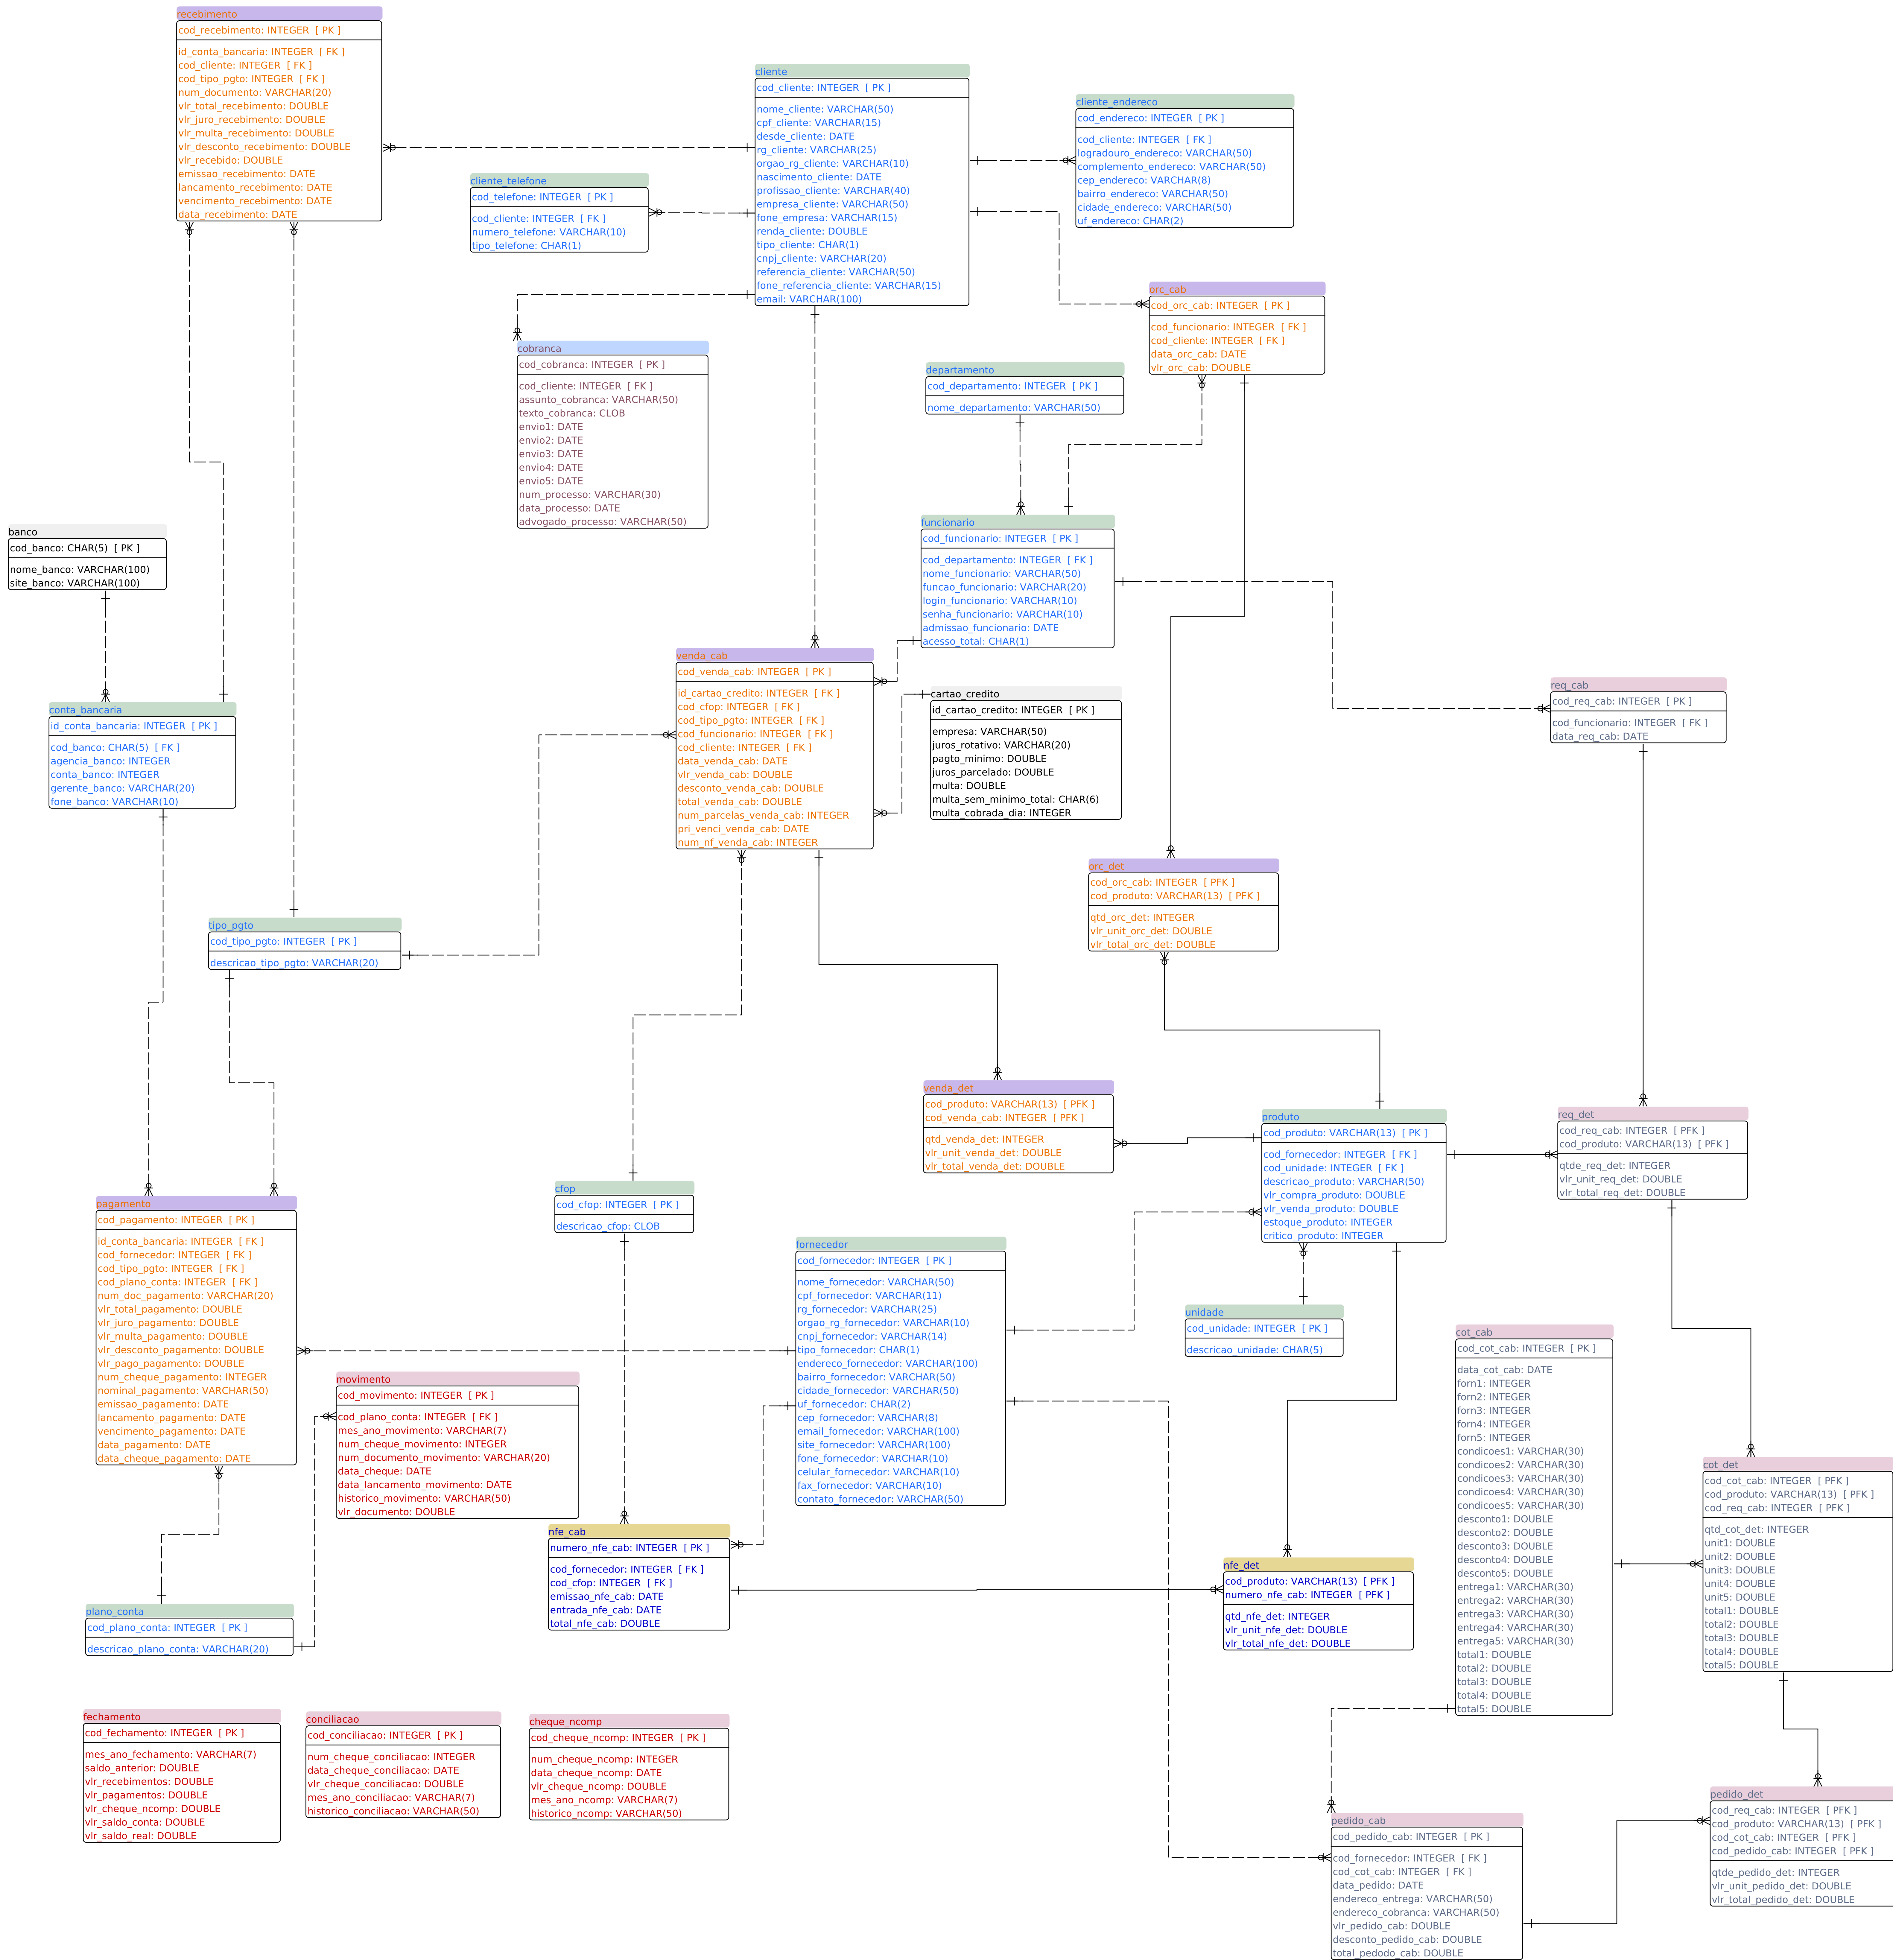 recebimento
cod_recebimento: INTEGER [ PK ]
id_conta_bancaria: INTEGER [ FK ]
cod_cliente: INTEGER [ FK ]
cod_tipo_pgto: INTEGER [ FK ]
num_documento: VARCHAR(20)
vlr_total_recebimento: DOUBLE
vlr_juro_recebimento: DOUBLE
vlr_multa_recebimento: DOUBLE
vlr_desconto_recebimento: DOUBLE
vlr_recebido: DOUBLE
emissao_recebimento: DATE
lancamento_recebimento: DATE
vencimento_recebimento: DATE
data_recebimento: DATE
cliente
cod_cliente: INTEGER [ PK ]
nome_cliente: VARCHAR(50)
cpf_cliente: VARCHAR(15)
desde_cliente: DATE
rg_cliente: VARCHAR(25)
orgao_rg_cliente: VARCHAR(10)
nascimento_cliente: DATE
profissao_cliente: VARCHAR(40)
empresa_cliente: VARCHAR(50)
fone_empresa: VARCHAR(15)
renda_cliente: DOUBLE
tipo_cliente: CHAR(1)
cnpj_cliente: VARCHAR(20)
referencia_cliente: VARCHAR(50)
fone_referencia_cliente: VARCHAR(15)
email: VARCHAR(100)
cliente_endereco
cod_endereco: INTEGER [ PK ]
cod_cliente: INTEGER [ FK ]
logradouro_endereco: VARCHAR(50)
complemento_endereco: VARCHAR(50)
cep_endereco: VARCHAR(8)
bairro_endereco: VARCHAR(50)
cidade_endereco: VARCHAR(50)
uf_endereco: CHAR(2)
cliente_telefone
cod_telefone: INTEGER [ PK ]
cod_cliente: INTEGER [ FK ]
numero_telefone: VARCHAR(10)
tipo_telefone: CHAR(1)
orc_cab
cod_orc_cab: INTEGER [ PK ]
cod_funcionario: INTEGER [ FK ]
cod_cliente: INTEGER [ FK ]
data_orc_cab: DATE
vlr_orc_cab: DOUBLE
cobranca
cod_cobranca: INTEGER [ PK ]
cod_cliente: INTEGER [ FK ]
assunto_cobranca: VARCHAR(50)
texto_cobranca: CLOB
envio1: DATE
envio2: DATE
envio3: DATE
envio4: DATE
envio5: DATE
num_processo: VARCHAR(30)
data_processo: DATE
advogado_processo: VARCHAR(50)
departamento
cod_departamento: INTEGER [ PK ]
nome_departamento: VARCHAR(50)
funcionario
cod_funcionario: INTEGER [ PK ]
cod_departamento: INTEGER [ FK ]
nome_funcionario: VARCHAR(50)
funcao_funcionario: VARCHAR(20)
login_funcionario: VARCHAR(10)
senha_funcionario: VARCHAR(10)
admissao_funcionario: DATE
acesso_total: CHAR(1)
banco
cod_banco: CHAR(5) [ PK ]
nome_banco: VARCHAR(100)
site_banco: VARCHAR(100)
conta_bancaria
id_conta_bancaria: INTEGER [ PK ]
cod_banco: CHAR(5) [ FK ]
agencia_banco: INTEGER
conta_banco: INTEGER
gerente_banco: VARCHAR(20)
fone_banco: VARCHAR(10)
venda_cab
cod_venda_cab: INTEGER [ PK ]
id_cartao_credito: INTEGER [ FK ]
cod_cfop: INTEGER [ FK ]
cod_tipo_pgto: INTEGER [ FK ]
cod_funcionario: INTEGER [ FK ]
cod_cliente: INTEGER [ FK ]
data_venda_cab: DATE
vlr_venda_cab: DOUBLE
desconto_venda_cab: DOUBLE
total_venda_cab: DOUBLE
num_parcelas_venda_cab: INTEGER
pri_venci_venda_cab: DATE
num_nf_venda_cab: INTEGER
cartao_credito
id_cartao_credito: INTEGER [ PK ]
empresa: VARCHAR(50)
juros_rotativo: VARCHAR(20)
pagto_minimo: DOUBLE
juros_parcelado: DOUBLE
multa: DOUBLE
multa_sem_minimo_total: CHAR(6)
multa_cobrada_dia: INTEGER
req_cab
cod_req_cab: INTEGER [ PK ]
cod_funcionario: INTEGER [ FK ]
data_req_cab: DATE
orc_det
cod_orc_cab: INTEGER [ PFK ]
cod_produto: VARCHAR(13) [ PFK ]
qtd_orc_det: INTEGER
vlr_unit_orc_det: DOUBLE
vlr_total_orc_det: DOUBLE
tipo_pgto
cod_tipo_pgto: INTEGER [ PK ]
descricao_tipo_pgto: VARCHAR(20)
venda_det
cod_produto: VARCHAR(13) [ PFK ]
cod_venda_cab: INTEGER [ PFK ]
qtd_venda_det: INTEGER
vlr_unit_venda_det: DOUBLE
vlr_total_venda_det: DOUBLE
produto
cod_produto: VARCHAR(13) [ PK ]
cod_fornecedor: INTEGER [ FK ]
cod_unidade: INTEGER [ FK ]
descricao_produto: VARCHAR(50)
vlr_compra_produto: DOUBLE
vlr_venda_produto: DOUBLE
estoque_produto: INTEGER
critico_produto: INTEGER
req_det
cod_req_cab: INTEGER [ PFK ]
cod_produto: VARCHAR(13) [ PFK ]
qtde_req_det: INTEGER
vlr_unit_req_det: DOUBLE
vlr_total_req_det: DOUBLE
pagamento
cod_pagamento: INTEGER [ PK ]
id_conta_bancaria: INTEGER [ FK ]
cod_fornecedor: INTEGER [ FK ]
cod_tipo_pgto: INTEGER [ FK ]
cod_plano_conta: INTEGER [ FK ]
num_doc_pagamento: VARCHAR(20)
vlr_total_pagamento: DOUBLE
vlr_juro_pagamento: DOUBLE
vlr_multa_pagamento: DOUBLE
vlr_desconto_pagamento: DOUBLE
vlr_pago_pagamento: DOUBLE
num_cheque_pagamento: INTEGER
nominal_pagamento: VARCHAR(50)
emissao_pagamento: DATE
lancamento_pagamento: DATE
vencimento_pagamento: DATE
data_pagamento: DATE
data_cheque_pagamento: DATE
cfop
cod_cfop: INTEGER [ PK ]
descricao_cfop: CLOB
fornecedor
cod_fornecedor: INTEGER [ PK ]
nome_fornecedor: VARCHAR(50)
cpf_fornecedor: VARCHAR(11)
rg_fornecedor: VARCHAR(25)
orgao_rg_fornecedor: VARCHAR(10)
cnpj_fornecedor: VARCHAR(14)
tipo_fornecedor: CHAR(1)
endereco_fornecedor: VARCHAR(100)
bairro_fornecedor: VARCHAR(50)
cidade_fornecedor: VARCHAR(50)
uf_fornecedor: CHAR(2)
cep_fornecedor: VARCHAR(8)
email_fornecedor: VARCHAR(100)
site_fornecedor: VARCHAR(100)
fone_fornecedor: VARCHAR(10)
celular_fornecedor: VARCHAR(10)
fax_fornecedor: VARCHAR(10)
contato_fornecedor: VARCHAR(50)
unidade
cod_unidade: INTEGER [ PK ]
descricao_unidade: CHAR(5)
cot_cab
cod_cot_cab: INTEGER [ PK ]
data_cot_cab: DATE
forn1: INTEGER
forn2: INTEGER
forn3: INTEGER
forn4: INTEGER
forn5: INTEGER
condicoes1: VARCHAR(30)
condicoes2: VARCHAR(30)
condicoes3: VARCHAR(30)
condicoes4: VARCHAR(30)
condicoes5: VARCHAR(30)
desconto1: DOUBLE
desconto2: DOUBLE
desconto3: DOUBLE
desconto4: DOUBLE
desconto5: DOUBLE
entrega1: VARCHAR(30)
entrega2: VARCHAR(30)
entrega3: VARCHAR(30)
entrega4: VARCHAR(30)
entrega5: VARCHAR(30)
total1: DOUBLE
total2: DOUBLE
total3: DOUBLE
total4: DOUBLE
total5: DOUBLE
movimento
cod_movimento: INTEGER [ PK ]
cod_plano_conta: INTEGER [ FK ]
mes_ano_movimento: VARCHAR(7)
num_cheque_movimento: INTEGER
num_documento_movimento: VARCHAR(20)
data_cheque: DATE
data_lancamento_movimento: DATE
historico_movimento: VARCHAR(50)
vlr_documento: DOUBLE
cot_det
cod_cot_cab: INTEGER [ PFK ]
cod_produto: VARCHAR(13) [ PFK ]
cod_req_cab: INTEGER [ PFK ]
qtd_cot_det: INTEGER
unit1: DOUBLE
unit2: DOUBLE
unit3: DOUBLE
unit4: DOUBLE
unit5: DOUBLE
total1: DOUBLE
total2: DOUBLE
total3: DOUBLE
total4: DOUBLE
total5: DOUBLE
nfe_cab
numero_nfe_cab: INTEGER [ PK ]
cod_fornecedor: INTEGER [ FK ]
cod_cfop: INTEGER [ FK ]
emissao_nfe_cab: DATE
entrada_nfe_cab: DATE
total_nfe_cab: DOUBLE
nfe_det
cod_produto: VARCHAR(13) [ PFK ]
numero_nfe_cab: INTEGER [ PFK ]
qtd_nfe_det: INTEGER
vlr_unit_nfe_det: DOUBLE
vlr_total_nfe_det: DOUBLE
plano_conta
cod_plano_conta: INTEGER [ PK ]
descricao_plano_conta: VARCHAR(20)
fechamento
cod_fechamento: INTEGER [ PK ]
mes_ano_fechamento: VARCHAR(7)
saldo_anterior: DOUBLE
vlr_recebimentos: DOUBLE
vlr_pagamentos: DOUBLE
vlr_cheque_ncomp: DOUBLE
vlr_saldo_conta: DOUBLE
vlr_saldo_real: DOUBLE
conciliacao
cod_conciliacao: INTEGER [ PK ]
num_cheque_conciliacao: INTEGER
data_cheque_conciliacao: DATE
vlr_cheque_conciliacao: DOUBLE
mes_ano_conciliacao: VARCHAR(7)
historico_conciliacao: VARCHAR(50)
cheque_ncomp
cod_cheque_ncomp: INTEGER [ PK ]
num_cheque_ncomp: INTEGER
data_cheque_ncomp: DATE
vlr_cheque_ncomp: DOUBLE
mes_ano_ncomp: VARCHAR(7)
historico_ncomp: VARCHAR(50)
pedido_det
cod_req_cab: INTEGER [ PFK ]
cod_produto: VARCHAR(13) [ PFK ]
cod_cot_cab: INTEGER [ PFK ]
cod_pedido_cab: INTEGER [ PFK ]
qtde_pedido_det: INTEGER
vlr_unit_pedido_det: DOUBLE
vlr_total_pedido_det: DOUBLE
pedido_cab
cod_pedido_cab: INTEGER [ PK ]
cod_fornecedor: INTEGER [ FK ]
cod_cot_cab: INTEGER [ FK ]
data_pedido: DATE
endereco_entrega: VARCHAR(50)
endereco_cobranca: VARCHAR(50)
vlr_pedido_cab: DOUBLE
desconto_pedido_cab: DOUBLE
total_pedodo_cab: DOUBLE